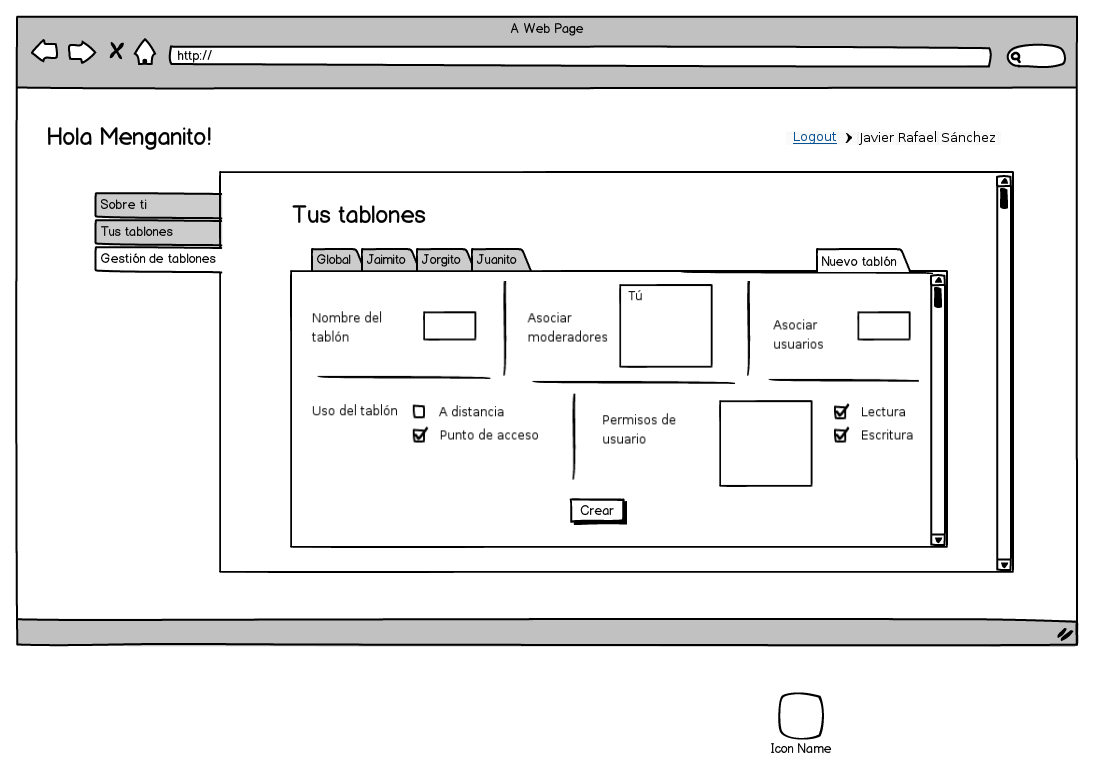 A Web Page
http://
Hola Menganito!
Logout Javier Rafael Sánchez
Sobre ti
Tus tablones
Gestión de tablones
Tus tablones
Global Jaimito Jorgito Juanito Nuevo tablón
Nombre del
tablón
Asociar
moderadores
Tú
Asociar
usuarios
Uso del tablón
A distancia
Punto de acceso
Permisos de
usuario
Lectura
Escritura
Crear
Icon Name